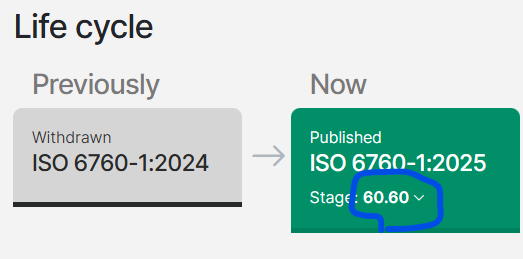 Life cycle
Previously
Now
Withdrawn
ISO 6760-1:2024
Published
ISO 6760-1:2025
Stage: 60.60